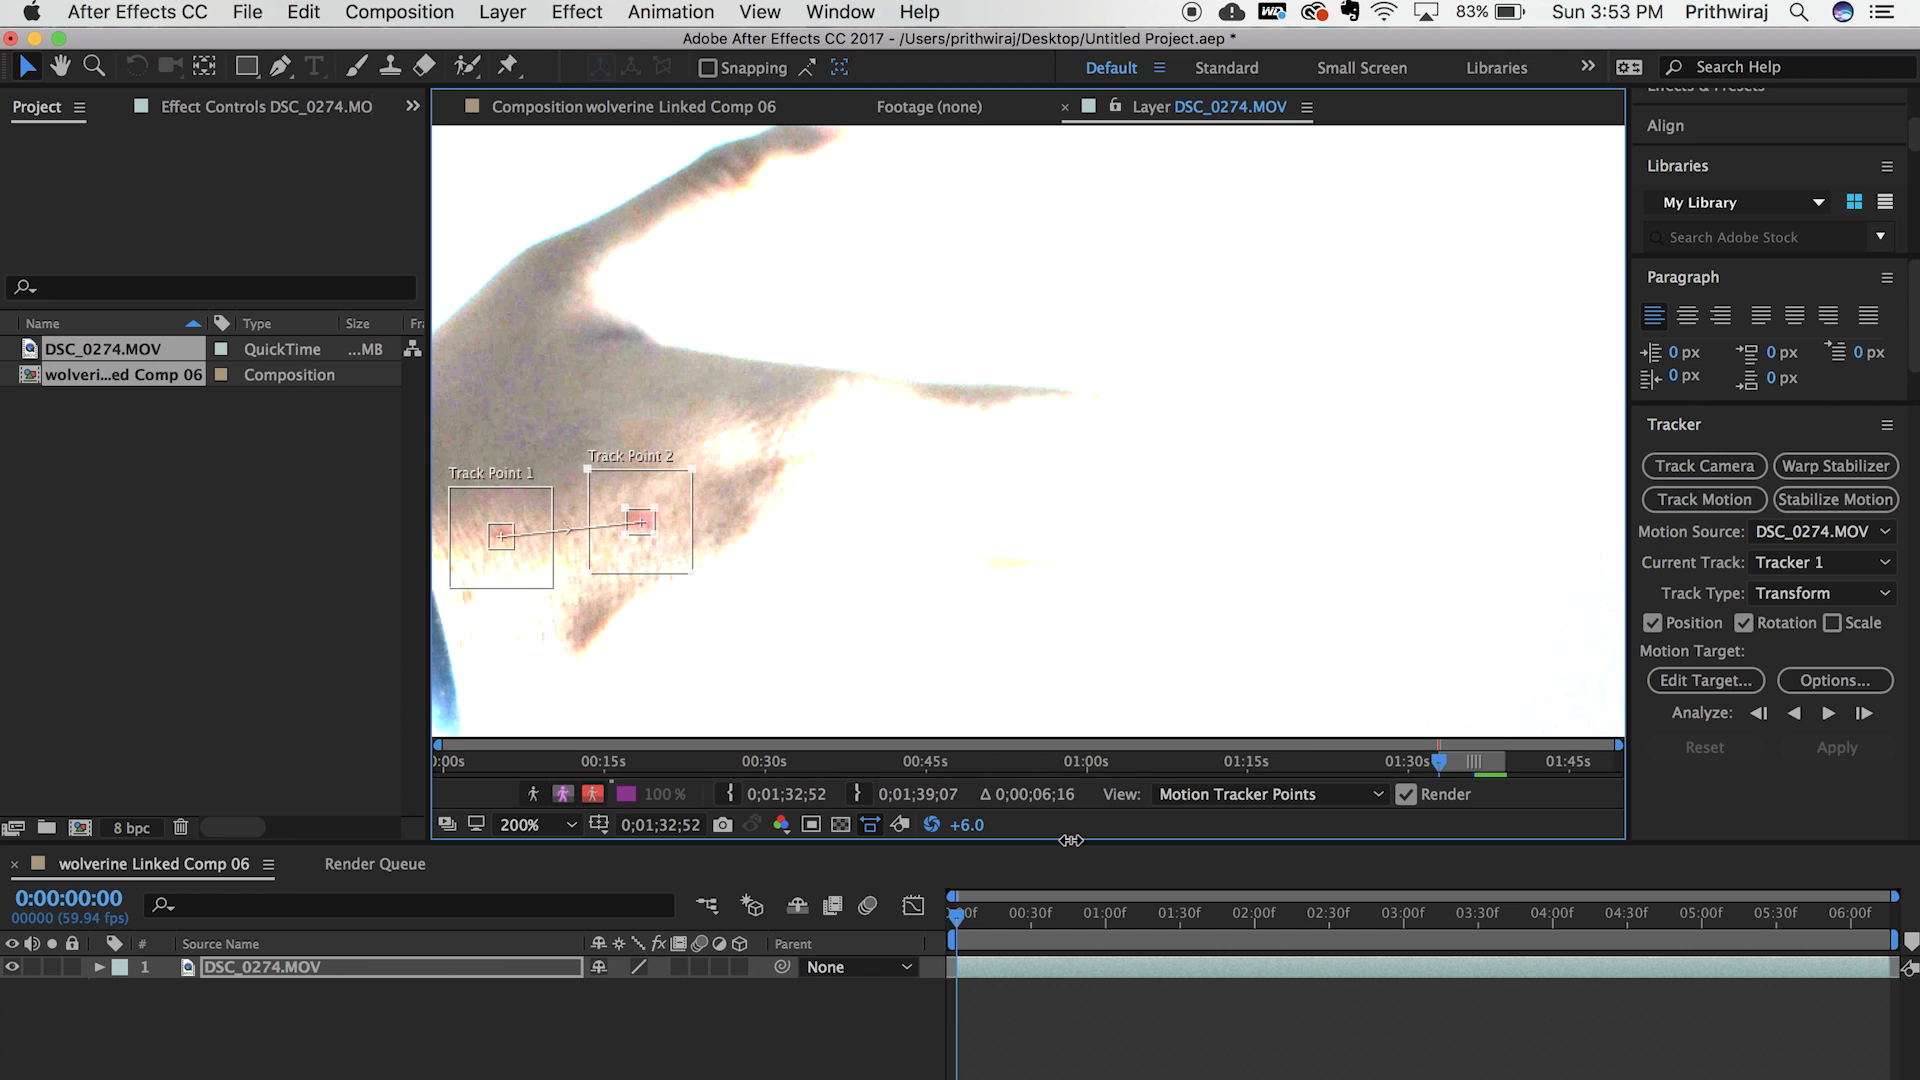 After Effects CC File Edit Composition Layer Effect Animation View Window Help 83% Sun 3:53 PM Prithwiraj
Adobe After Effects CC 2017 - /Users/prithwiraj/Desktop/Untitled Project.aep *
Snapping Default Standard Small Screen Libraries Search Help
Project Effect Controls DSC_0274.MO Composition wolverine Linked Comp 06 Footage (none) Layer DSC_0274.MOV
Align
Libraries
My Library
Search Adobe Stock
Paragraph
0 px 0 px 0 px
0 px 0 px
Name Type Size Fr
DSC_0274.MOV QuickTime ...MB
wolveri...ed Comp 06 Composition
Track Point 1
Track Point 2
Tracker
Track Camera Warp Stabilizer
Track Motion Stabilize Motion
Motion Source: DSC_0274.MOV
Current Track: Tracker 1
Track Type: Transform
Position Rotation Scale
Motion Target:
Edit Target... Options...
Analyze:
Reset Apply
):00s 00:15s 00:30s 00:45s 01:00s 01:15s 01:30s 01:45s
100 % 0;01;32;52 0;01;39;07 Δ 0;00;06;16 View: Motion Tracker Points Render
8 bpc
200% 0;01;32;52 +6.0
wolverine Linked Comp 06 Render Queue
0:00:00:00
00000 (59.94 fps)
00f 00:30f 01:00f 01:30f 02:00f 02:30f 03:00f 03:30f 04:00f 04:30f 05:00f 05:30f 06:00f
# Source Name fx Parent
1 DSC_0274.MOV None